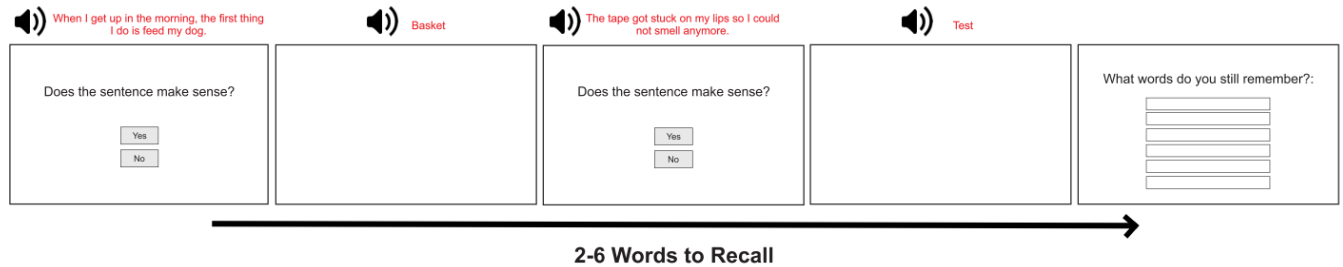 When I get up in the morning, the first thing
I do is feed my dog.
Basket
The tape got stuck on my lips so I could
not smell anymore.
Test
Does the sentence make sense?
Yes
No
Does the sentence make sense?
Yes
No
What words do you still remember?:
2-6 Words to Recall